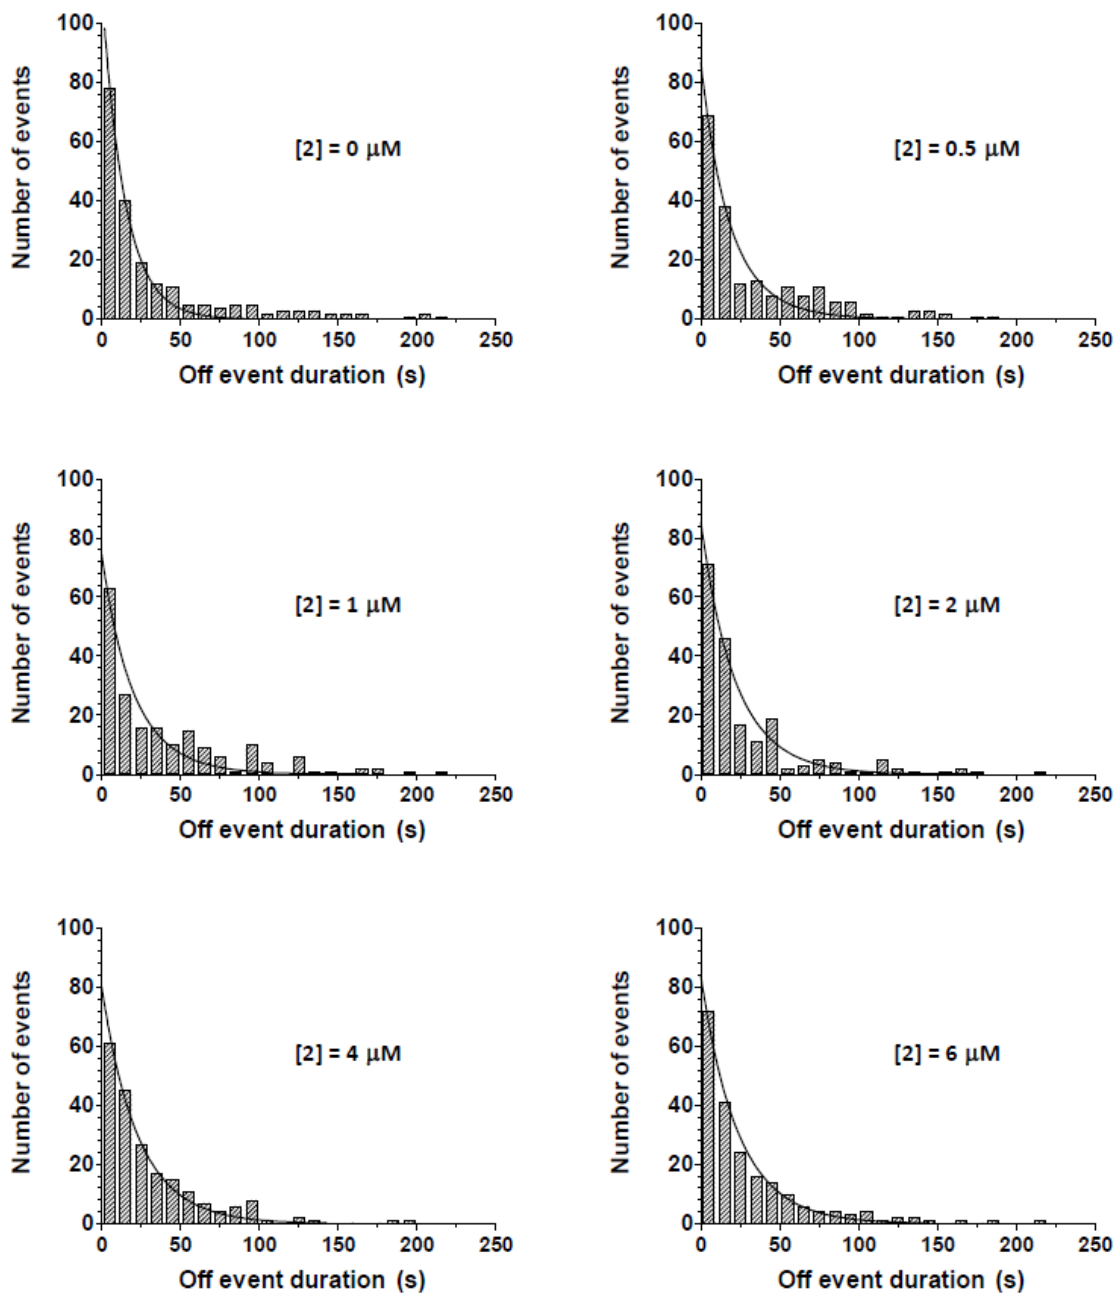 100
80
60
40
20
0
Number of events
[2] = 0 μM
0 50 100 150 200 250
Off event duration (s)
100
80
60
40
20
0
Number of events
[2] = 0.5 μM
0 50 100 150 200 250
Off event duration (s)
100
80
60
40
20
0
Number of events
[2] = 1 μM
0 50 100 150 200 250
Off event duration (s)
100
80
60
40
20
0
Number of events
[2] = 2 μM
0 50 100 150 200 250
Off event duration (s)
100
80
60
40
20
0
Number of events
[2] = 4 μM
0 50 100 150 200 250
Off event duration (s)
100
80
60
40
20
0
Number of events
[2] = 6 μM
0 50 100 150 200 250
Off event duration (s)